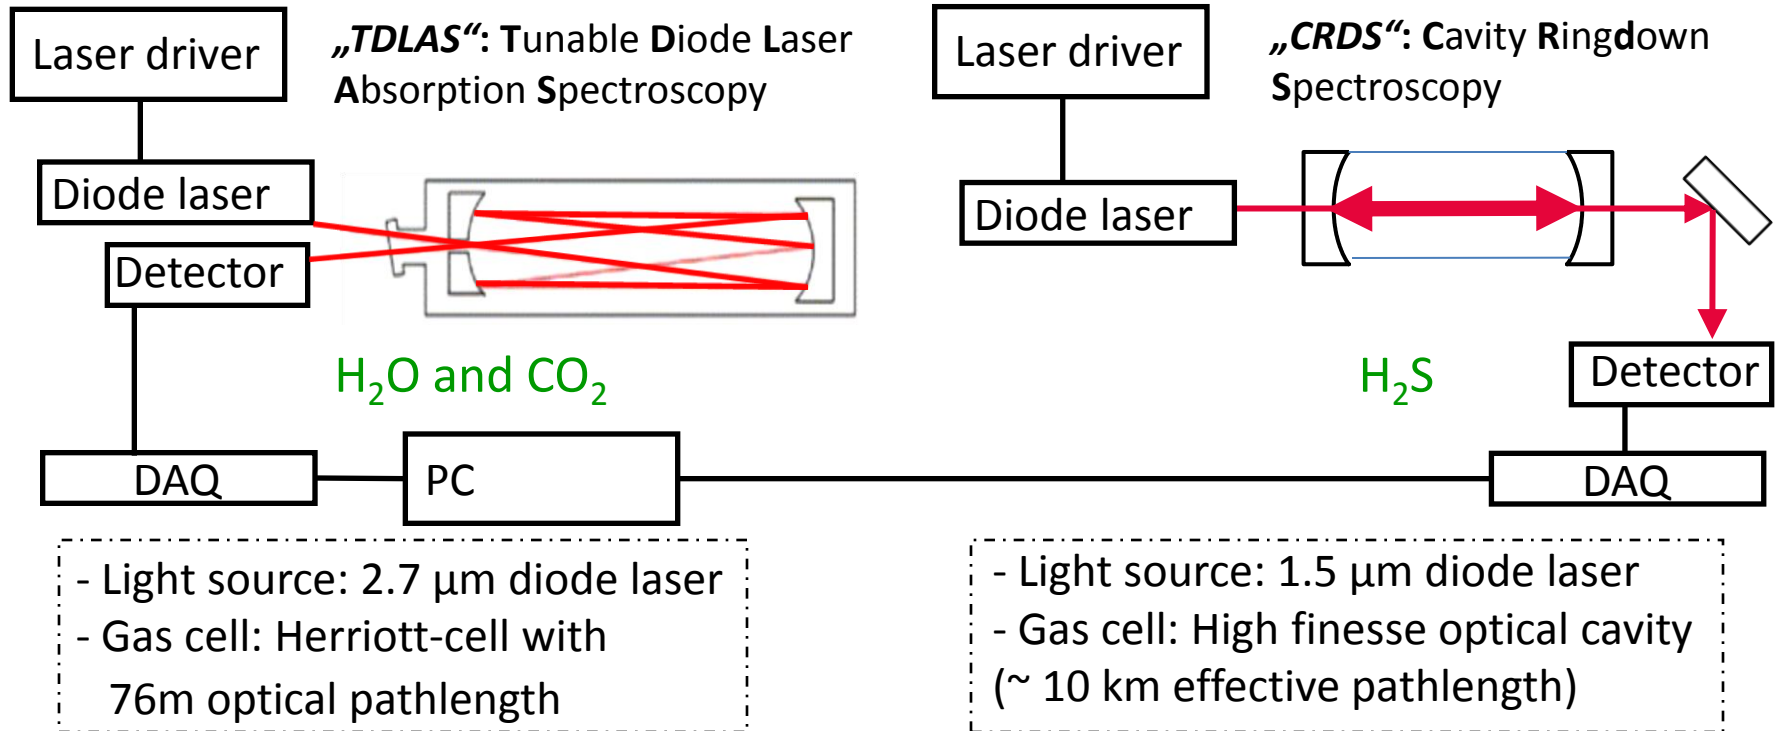 Laser driver
„TDLAS“: Tunable Diode Laser
Absorption Spectroscopy
Diode laser
Detector
H₂O and CO₂
DAQ
PC
- Light source: 2.7 µm diode laser
- Gas cell: Herriott-cell with
76m optical pathlength
Laser driver
„CRDS“: Cavity Ringdown
Spectroscopy
Diode laser
H₂S
Detector
DAQ
- Light source: 1.5 µm diode laser
- Gas cell: High finesse optical cavity
(~ 10 km effective pathlength)